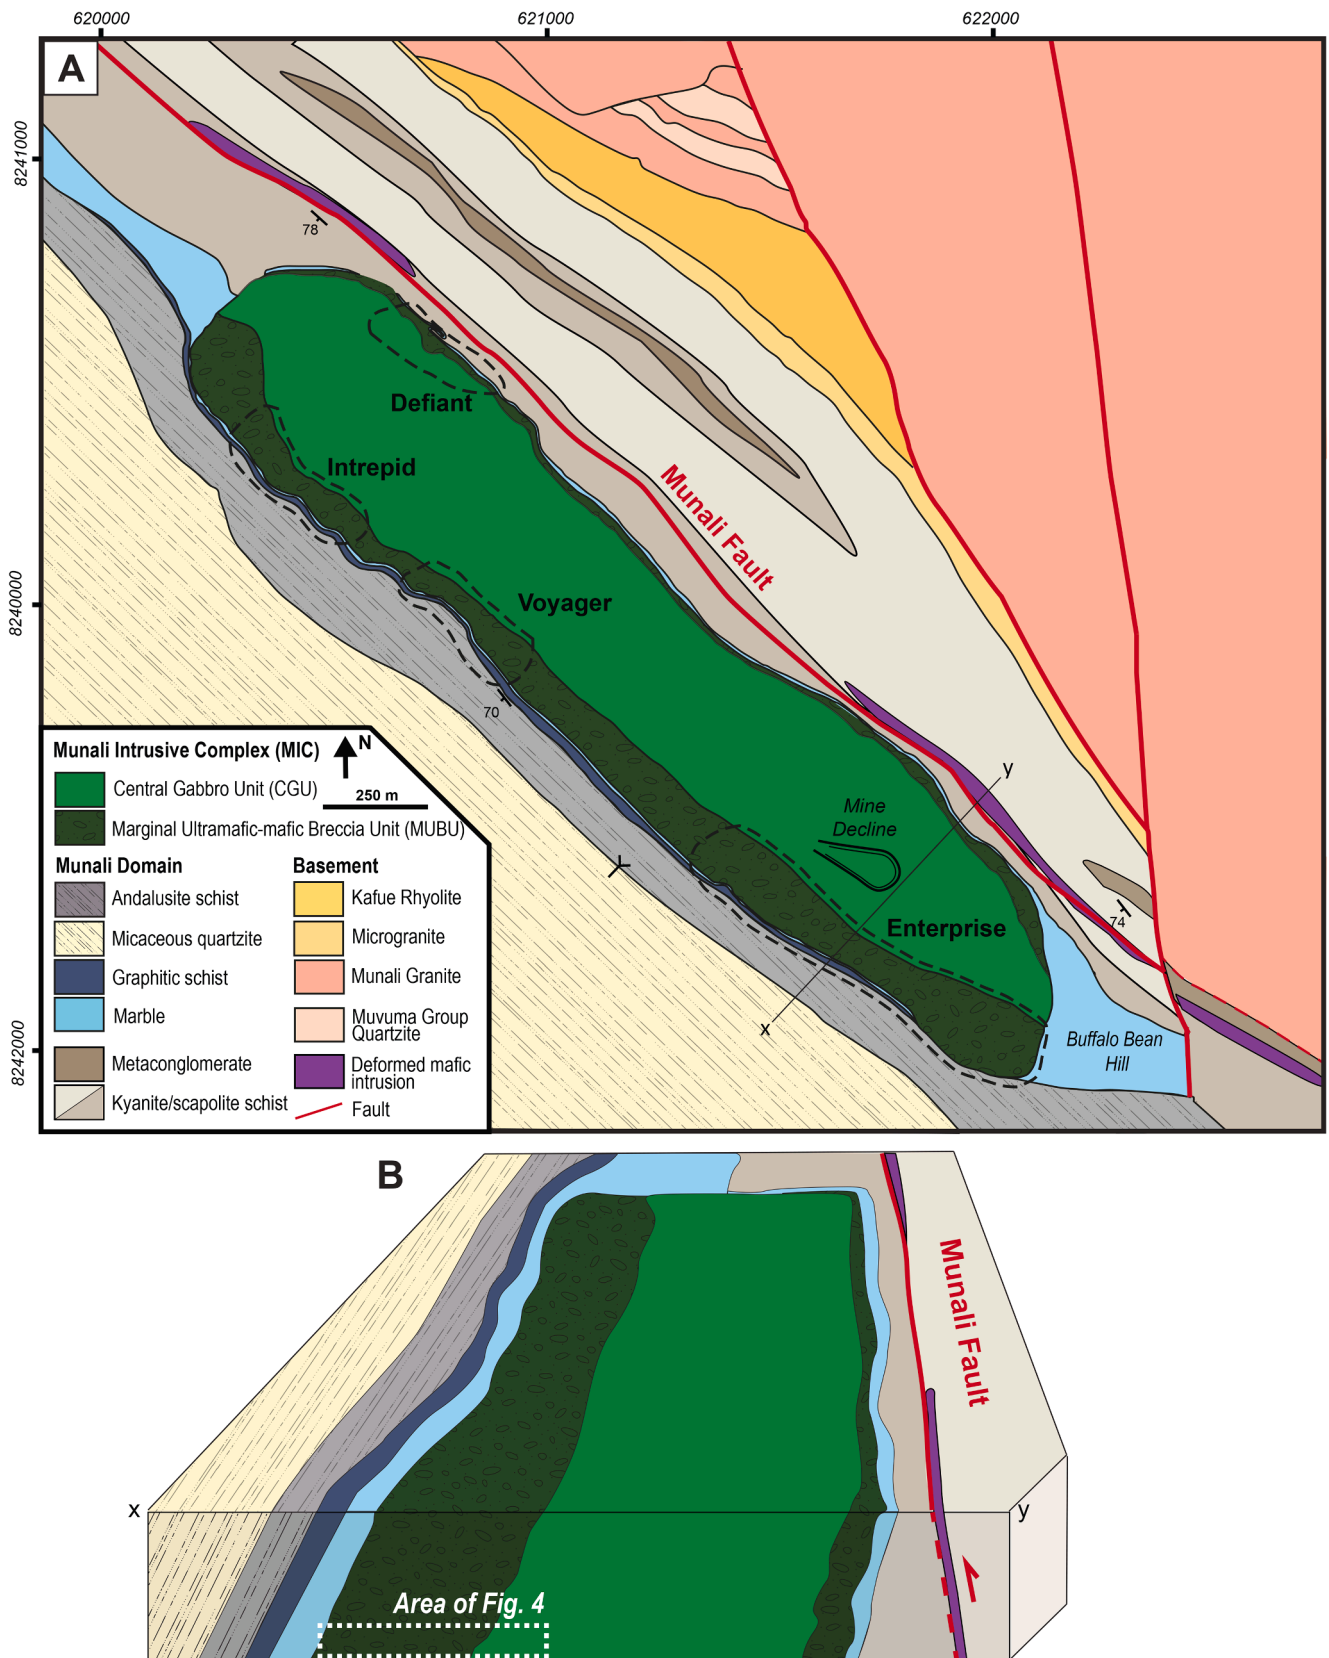 620000
621000
622000
A
8241000
8240000
8242000
78
Defiant
Intrepid
Munali Fault
Voyager
70
y
Mine
Decline
74
Enterprise
x
Buffalo Bean
Hill
Munali Intrusive Complex (MIC)
N
250 m
Central Gabbro Unit (CGU)
Marginal Ultramafic-mafic Breccia Unit (MUBU)
Munali Domain
Andalusite schist
Micaceous quartzite
Graphitic schist
Marble
Metaconglomerate
Kyanite/scapolite schist
Basement
Kafue Rhyolite
Microgranite
Munali Granite
Muvuma Group
Quartzite
Deformed mafic
intrusion
Fault
B
Munali Fault
x
y
Area of Fig. 4